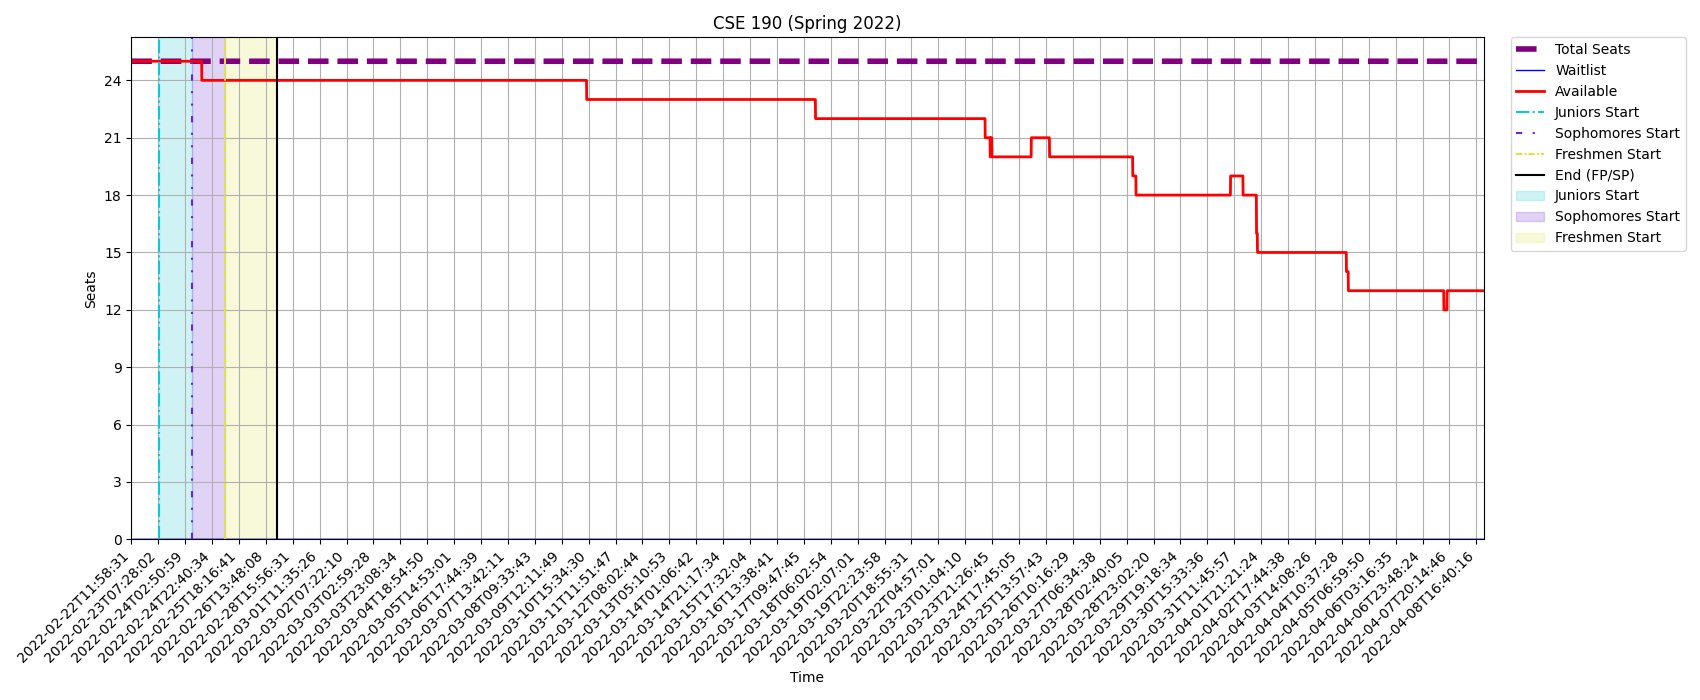 CSE 190 (Spring 2022)
Seats
24
21
18
15
12
9
6
3
0
2022-02-22T11:58:31
2022-02-23T07:28:02
2022-02-24T02:50:59
2022-02-24T22:40:34
2022-02-25T18:16:41
2022-02-26T13:48:08
2022-02-28T15:56:31
2022-03-01T11:35:26
2022-03-02T07:22:10
2022-03-03T02:59:28
2022-03-03T23:08:34
2022-03-04T18:54:50
2022-03-05T14:53:01
2022-03-06T17:44:39
2022-03-07T13:42:11
2022-03-08T09:33:43
2022-03-09T12:11:49
2022-03-10T15:34:30
2022-03-11T11:51:47
2022-03-12T08:02:44
2022-03-13T05:10:53
2022-03-14T01:06:42
2022-03-14T21:17:34
2022-03-15T17:32:04
2022-03-16T13:38:41
2022-03-17T09:47:45
2022-03-18T06:02:54
2022-03-19T02:07:01
2022-03-19T22:23:58
2022-03-20T18:55:31
2022-03-22T04:57:01
2022-03-23T01:04:10
2022-03-23T21:26:45
2022-03-24T17:45:05
2022-03-25T13:57:43
2022-03-26T10:16:29
2022-03-27T06:34:38
2022-03-28T02:40:05
2022-03-28T23:02:20
2022-03-29T19:18:34
2022-03-30T15:33:36
2022-03-31T11:45:57
2022-04-01T21:21:24
2022-04-02T17:44:38
2022-04-03T14:08:26
2022-04-04T10:37:28
2022-04-05T06:59:50
2022-04-06T03:16:35
2022-04-06T23:48:24
2022-04-07T20:14:46
2022-04-08T16:40:16
Time
Total Seats
Waitlist
Available
Juniors Start
Sophomores Start
Freshmen Start
End (FP/SP)
Juniors Start
Sophomores Start
Freshmen Start